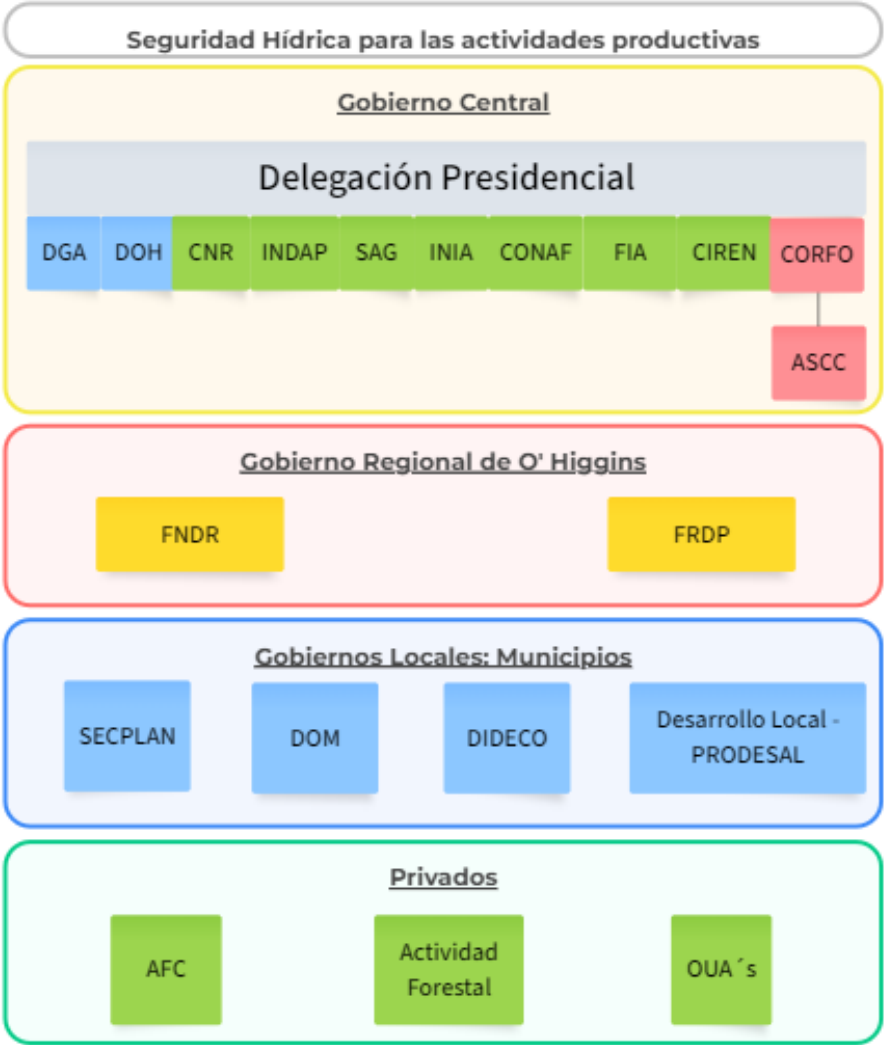 Seguridad Hídrica para las actividades productivas
Gobierno Central
Delegación Presidencial
DGA DOH CNR INDAP SAG INIA CONAF FIA CIREN CORFO
ASCC
Gobierno Regional de O' Higgins
FNDR FRDP
Gobiernos Locales: Municipios
SECPLAN DOM DIDECO Desarrollo Local -
PRODESAL
Privados
AFC Actividad
Forestal OUA´s